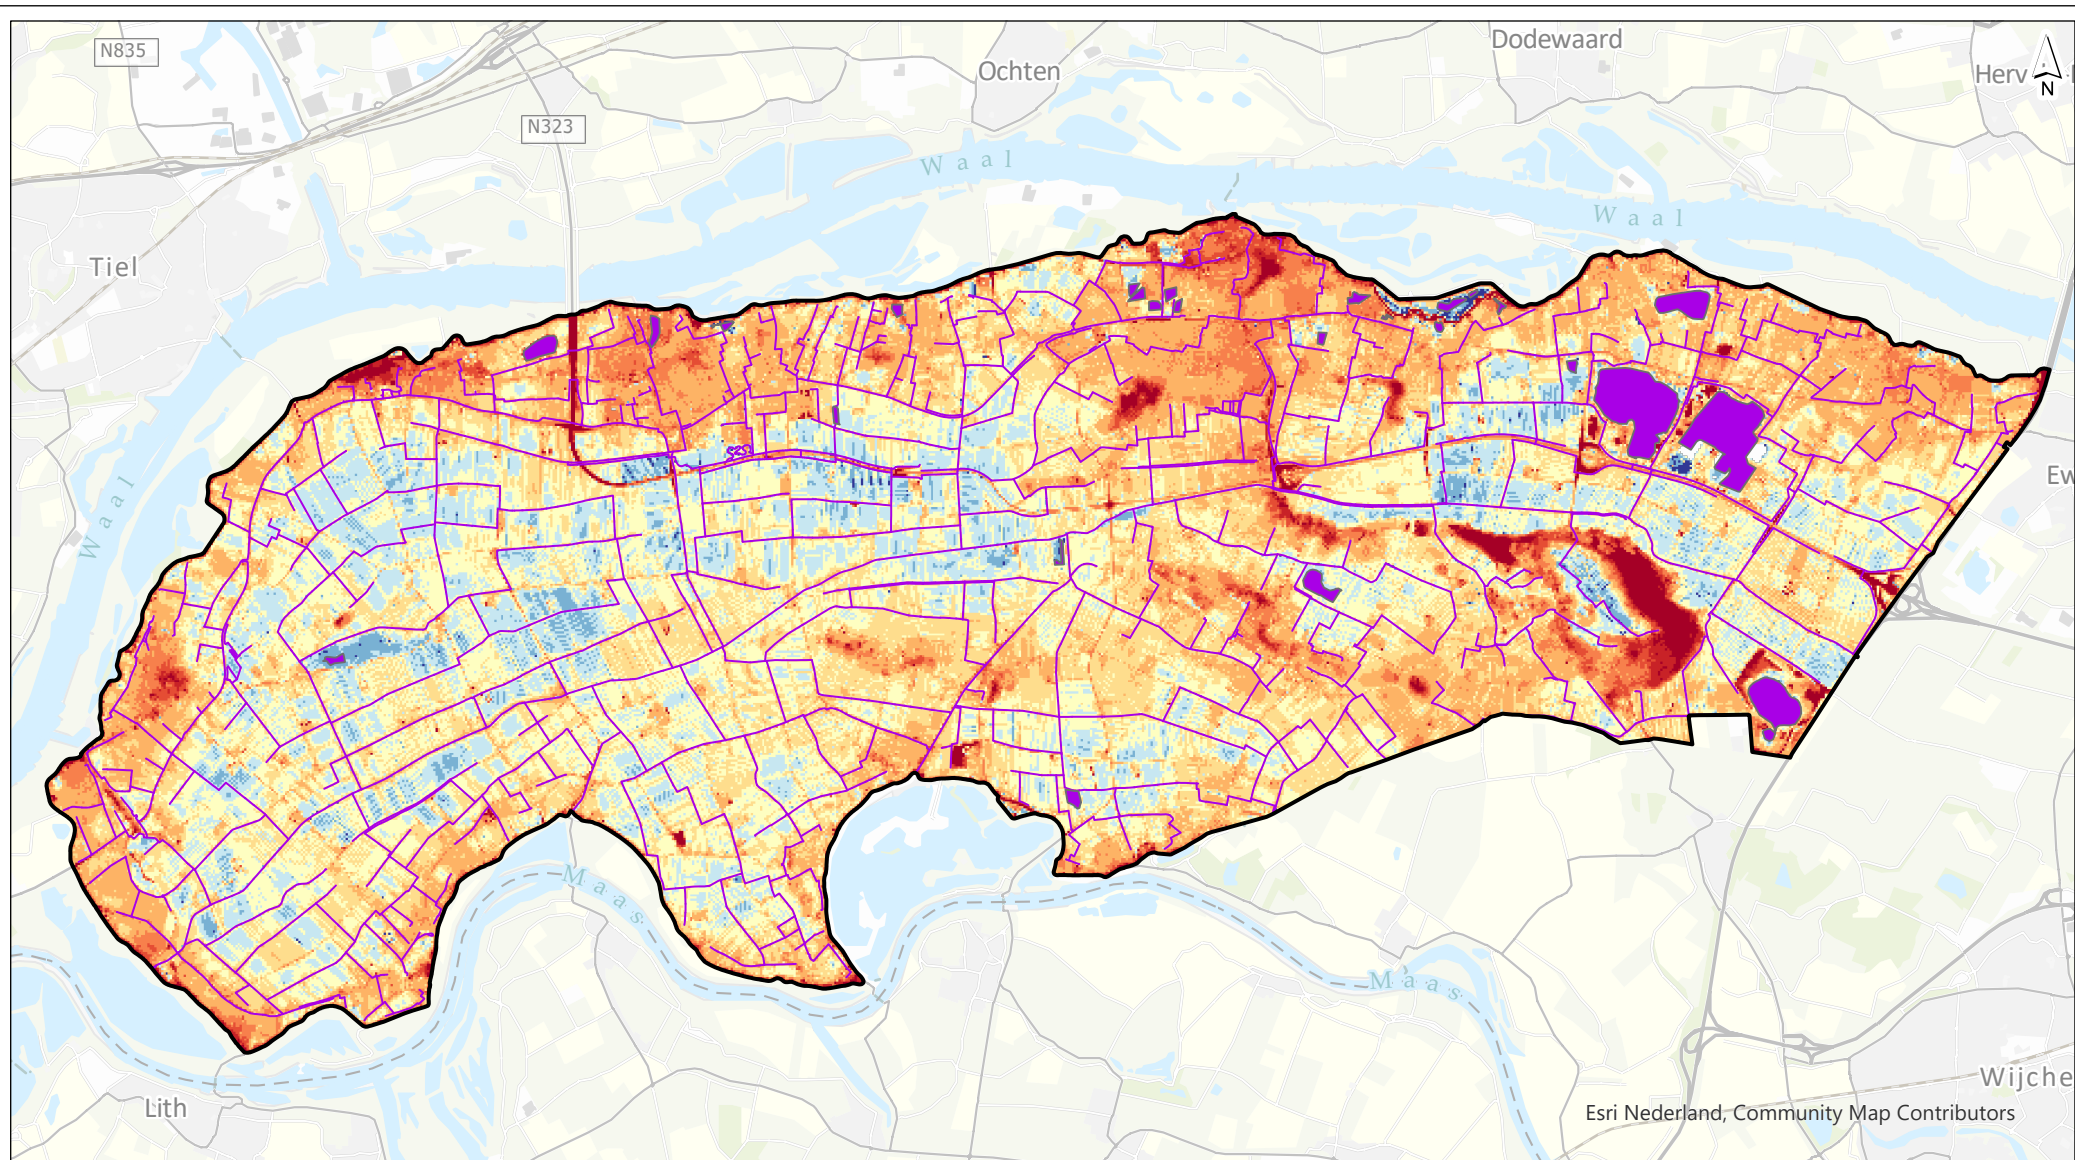 N835
Dodewaard
Ochten
Herv
N
N323
Waal
Waal
Tiel
Ew
Waal
Maas
Maas
Wijche
Lith
Esri Nederland, Community Map Contributors